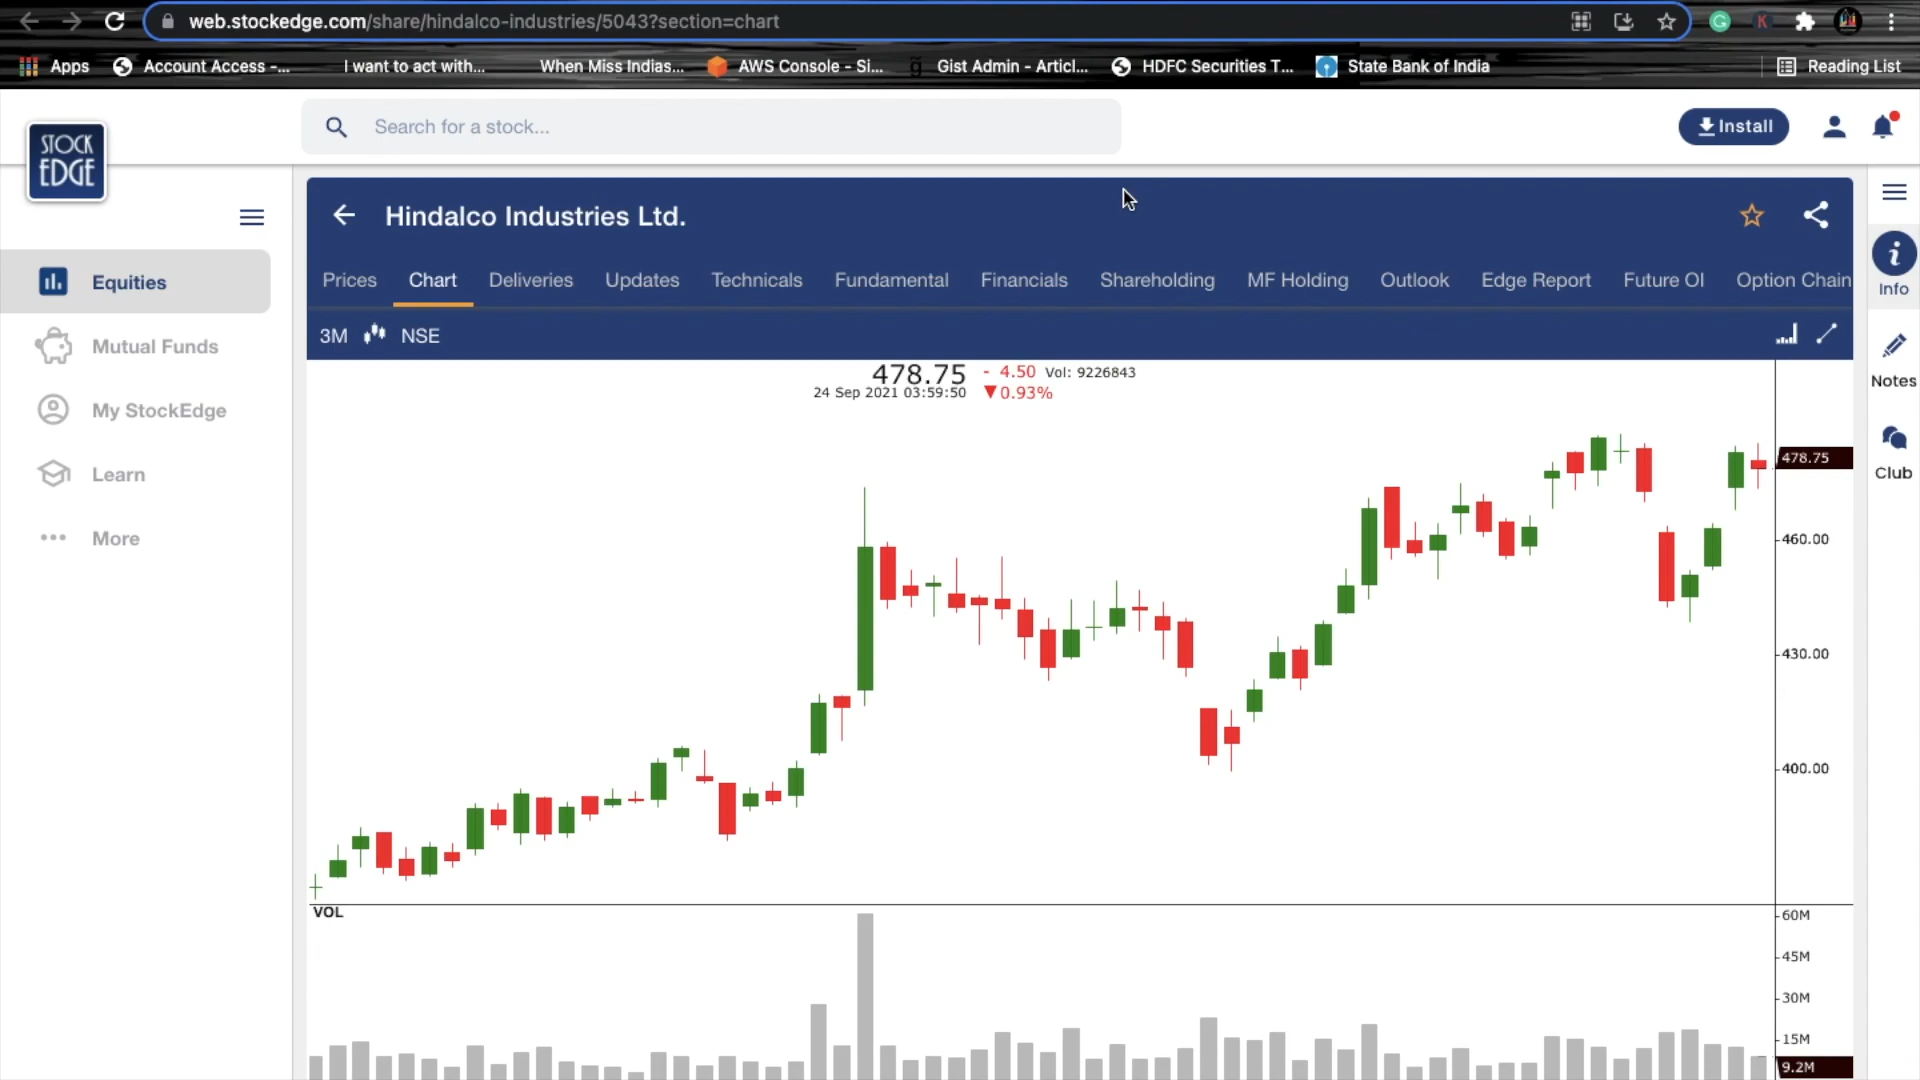 web.stockedge.com/share/hindalco-industries/5043?section=chart
Apps Account Access -... I want to act with... When Miss Indias... AWS Console - Si... Gist Admin - Articl... HDFC Securities T... State Bank of India Reading List
STOCK
EDGE
Search for a stock...
Install
Hindalco Industries Ltd.
Prices Chart Deliveries Updates Technicals Fundamental Financials Shareholding MF Holding Outlook Edge Report Future OI Option Chain
3M NSE
Equities
Mutual Funds
My StockEdge
Learn
More
Info
Notes
Club
478.75 - 4.50 Vol: 9226843
24 Sep 2021 03:59:50 ▼0.93%
478.75
460.00
430.00
400.00
VOL
60M
45M
30M
15M
9.2M